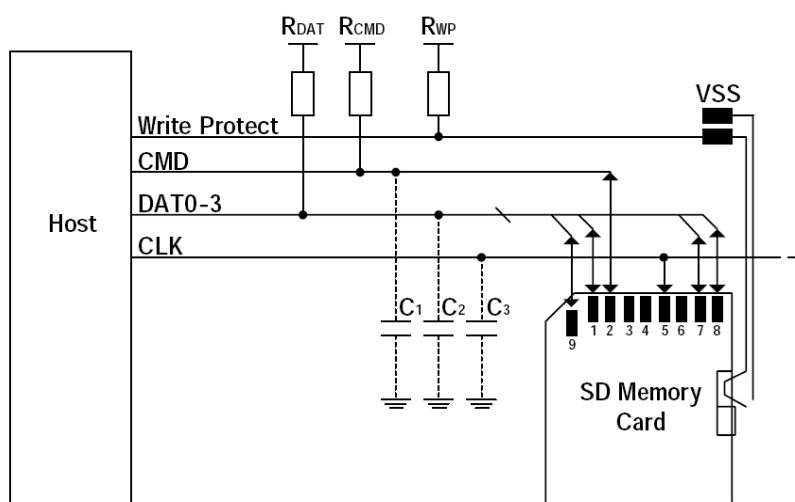 RDAT RCMD RWP
VSS
Write Protect
CMD
DAT0-3
Host
CLK
C1 C2 C3
9 1 2 3 4 5 6 7 8
SD Memory
Card